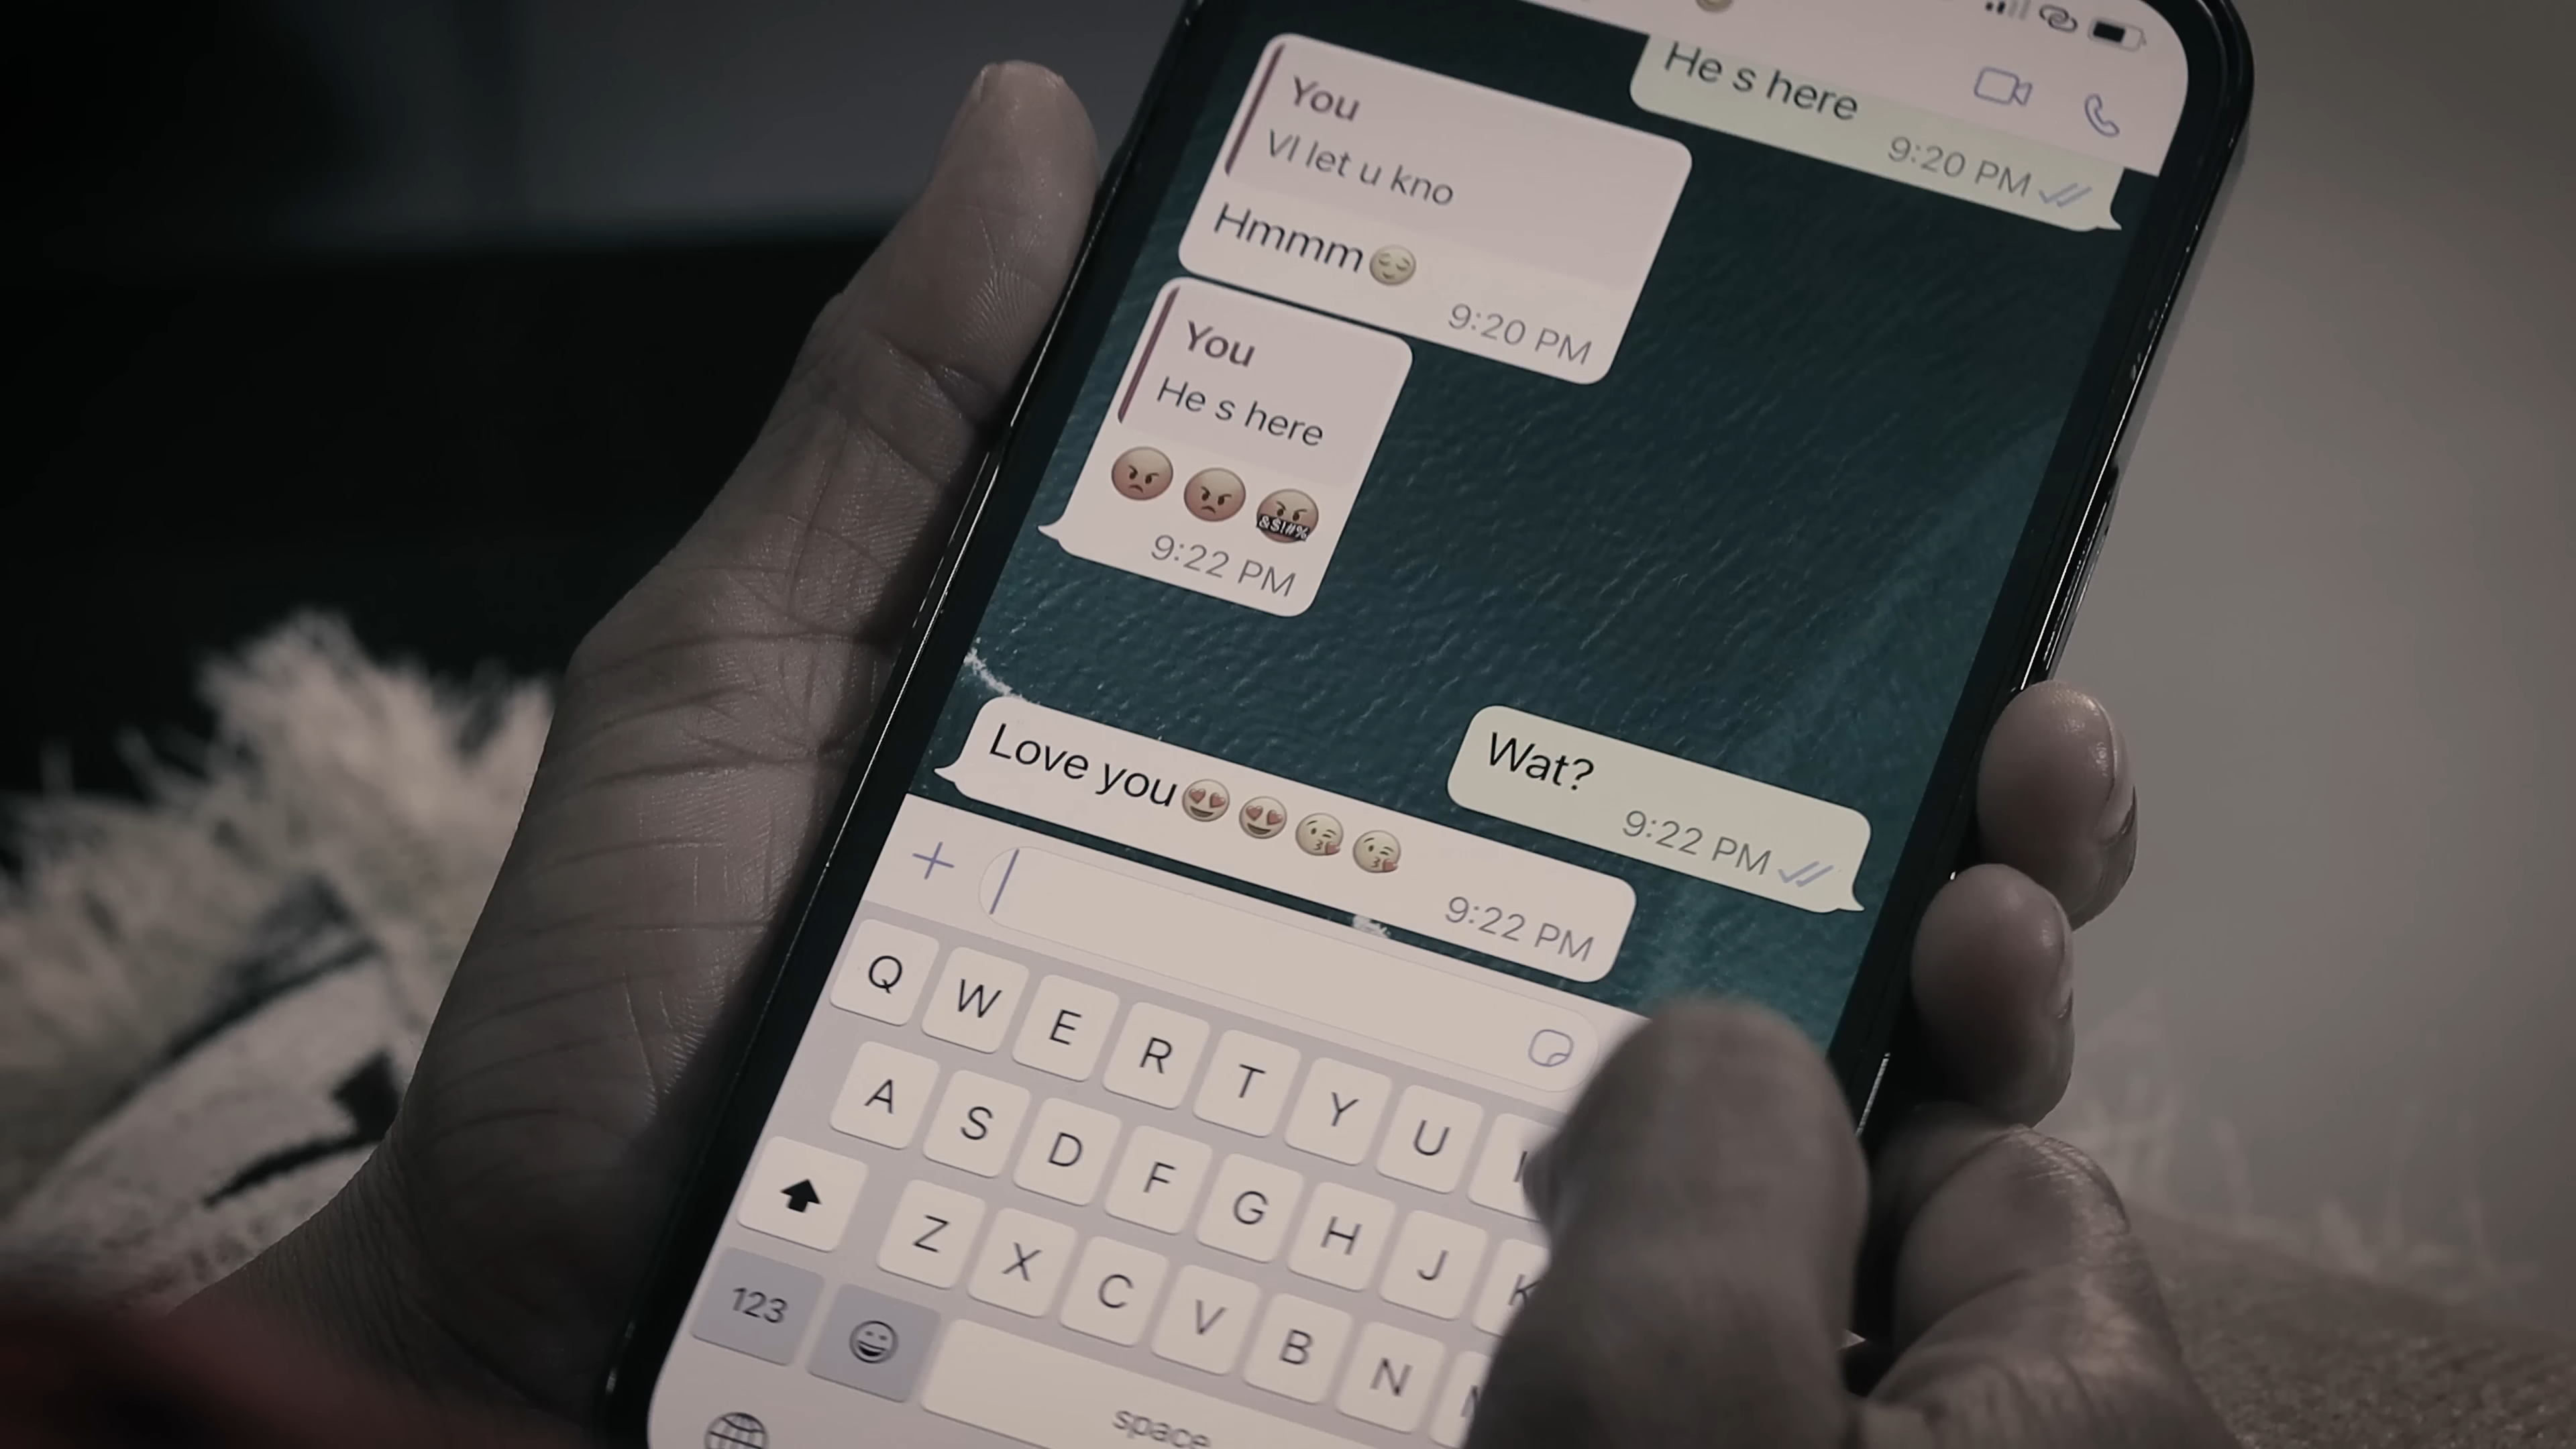 He s here
9:20 PM
You
Vl let u kno
Hmmm😌
9:20 PM
You
He s here
😡 😡 🤬
9:22 PM
Wat?
9:22 PM
Love you😍😍😘😘
9:22 PM
Q W E R T Y U I
A S D F G H J K
Z X C V B N
123
space